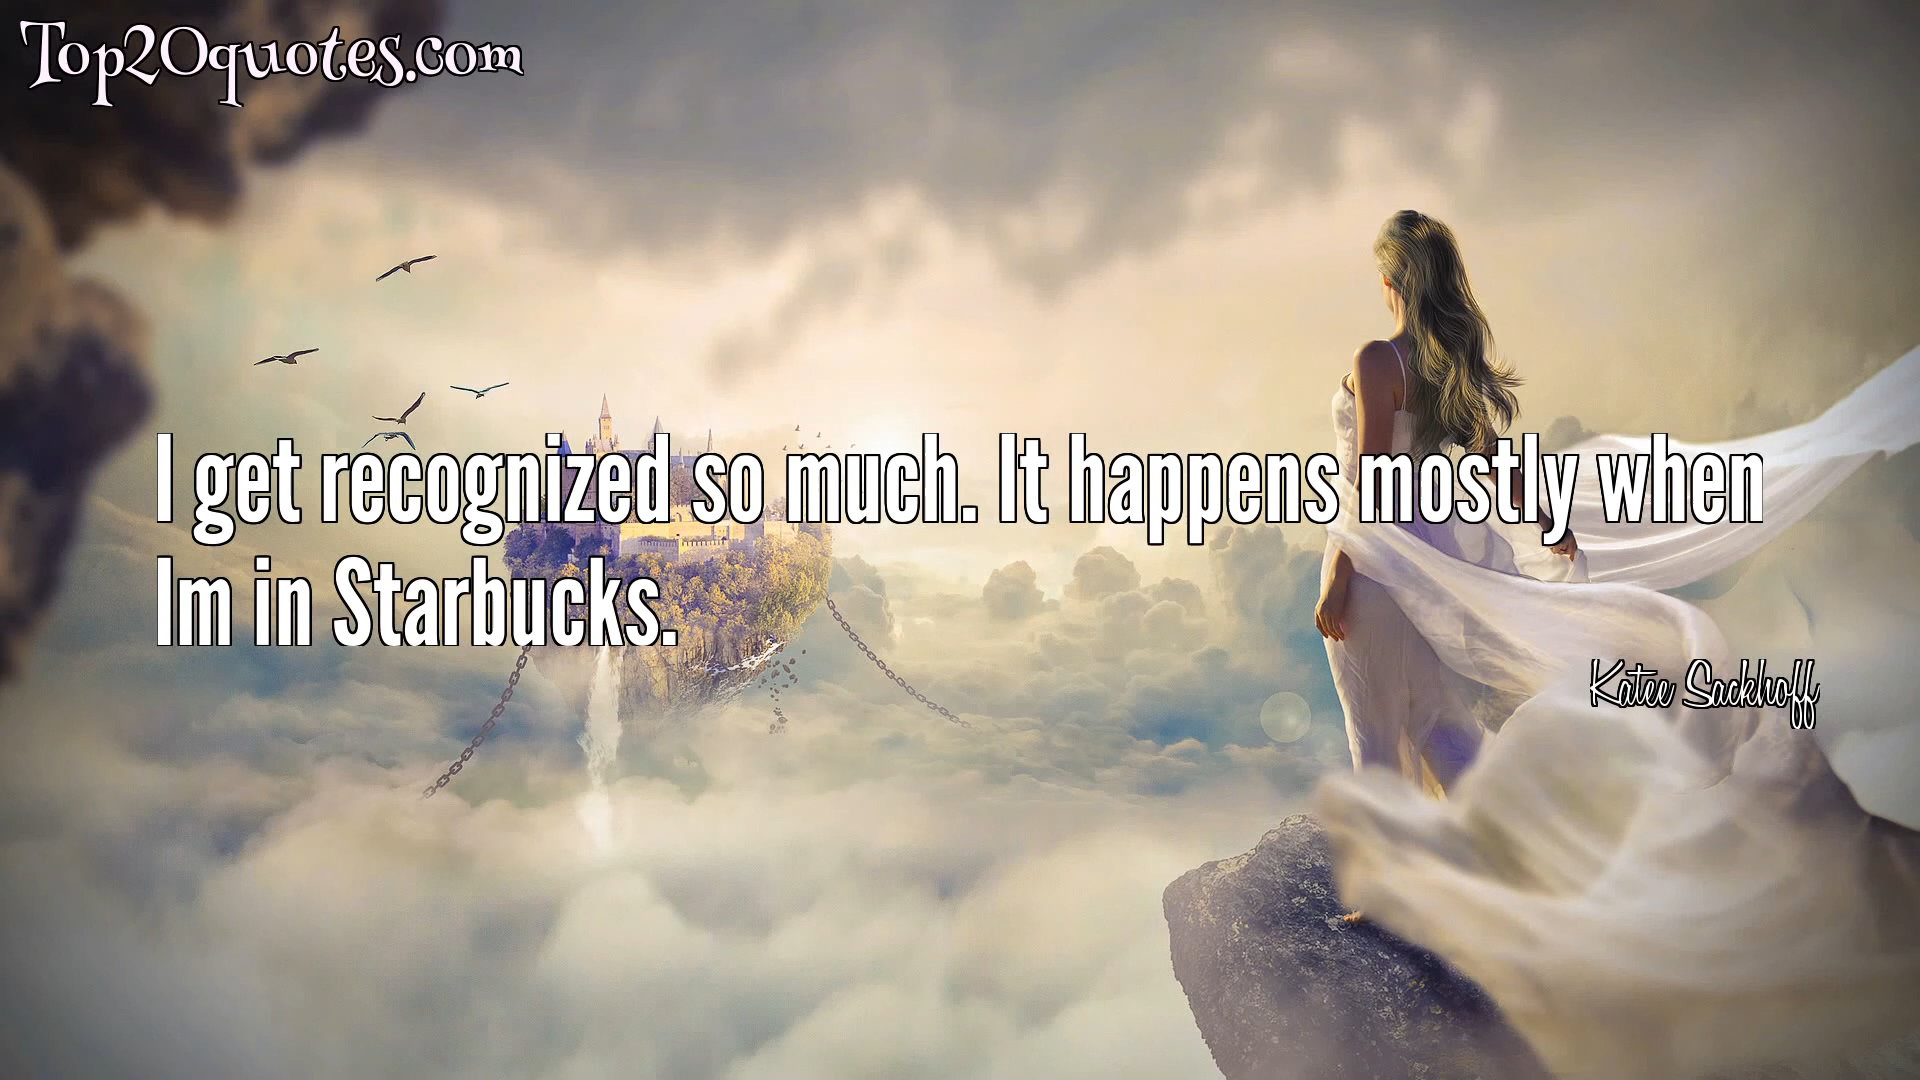 Top20quotes.com
I get recognized so much. It happens mostly when
Im in Starbucks.
Katee Sackhoff